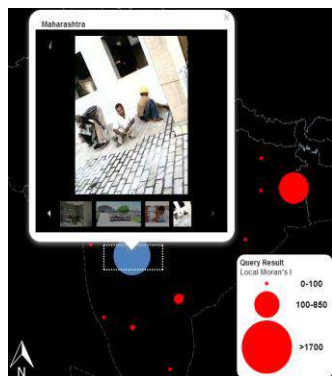 Maharashtra
Query Result
Local Moran's I
0-100
100-850
>1700
N